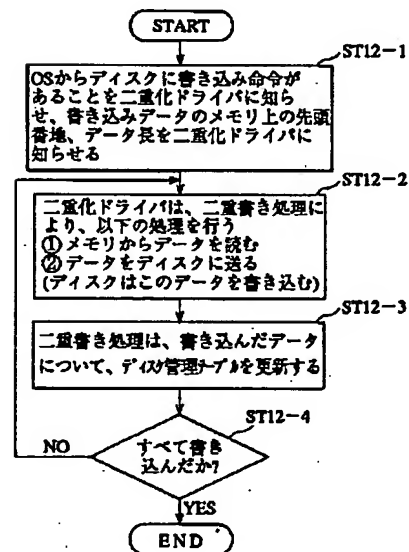 START
ST12-1
OSからディスクに書き込み命令が
あることを二重化ドライバに知ら
せ、書き込みデータのメモリ上の先頭
番地、データ長を二重化ドライバに
知らせる
ST12-2
二重化ドライバは、二重書き処理に
より、以下の処理を行う
①メモリからデータを読む
②データをディスクに送る
(ディスクはこのデータを書き込む)
ST12-3
二重書き処理は、書き込んだデータ
について、ディスク管理テーブルを更新する
ST12-4
すべて書き
込んだか?
NO
YES
END